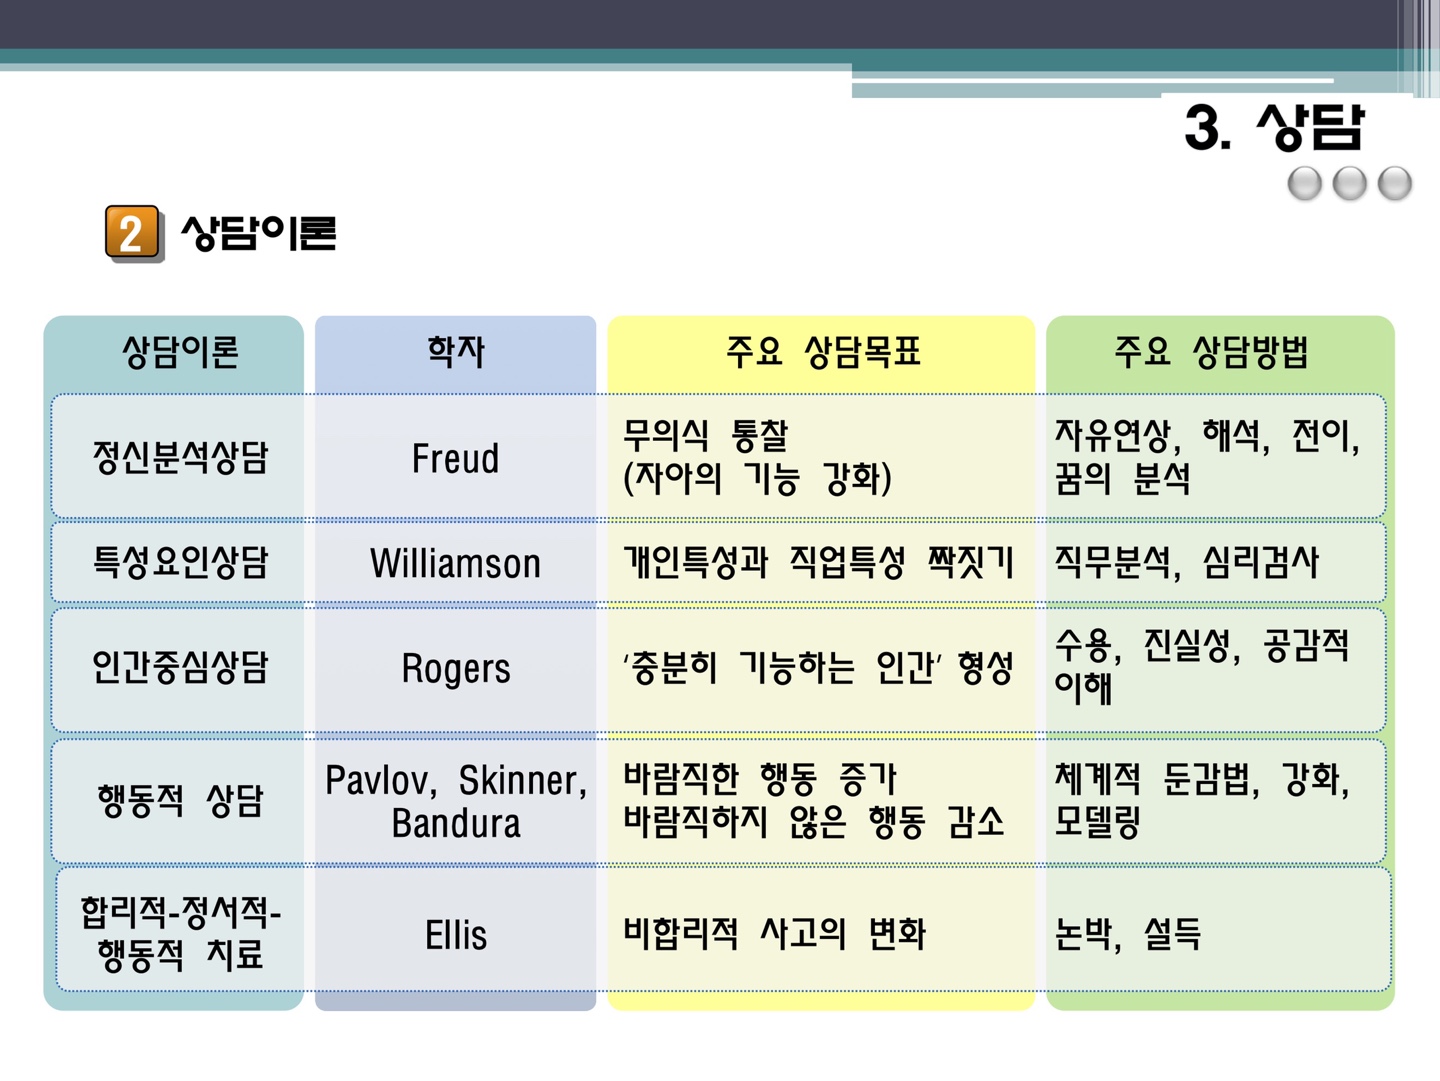 3. 상담
2 상담이론
상담이론 학자 주요 상담목표 주요 상담방법
정신분석상담 Freud 무의식 통찰
(자아의 기능 강화) 자유연상, 해석, 전이,
꿈의 분석
특성요인상담 Williamson 개인특성과 직업특성 짝짓기 직무분석, 심리검사
인간중심상담 Rogers ‘충분히 기능하는 인간’ 형성 수용, 진실성, 공감적
이해
행동적 상담 Pavlov, Skinner,
Bandura 바람직한 행동 증가
바람직하지 않은 행동 감소 체계적 둔감법, 강화,
모델링
합리적-정서적-
행동적 치료 Ellis 비합리적 사고의 변화 논박, 설득